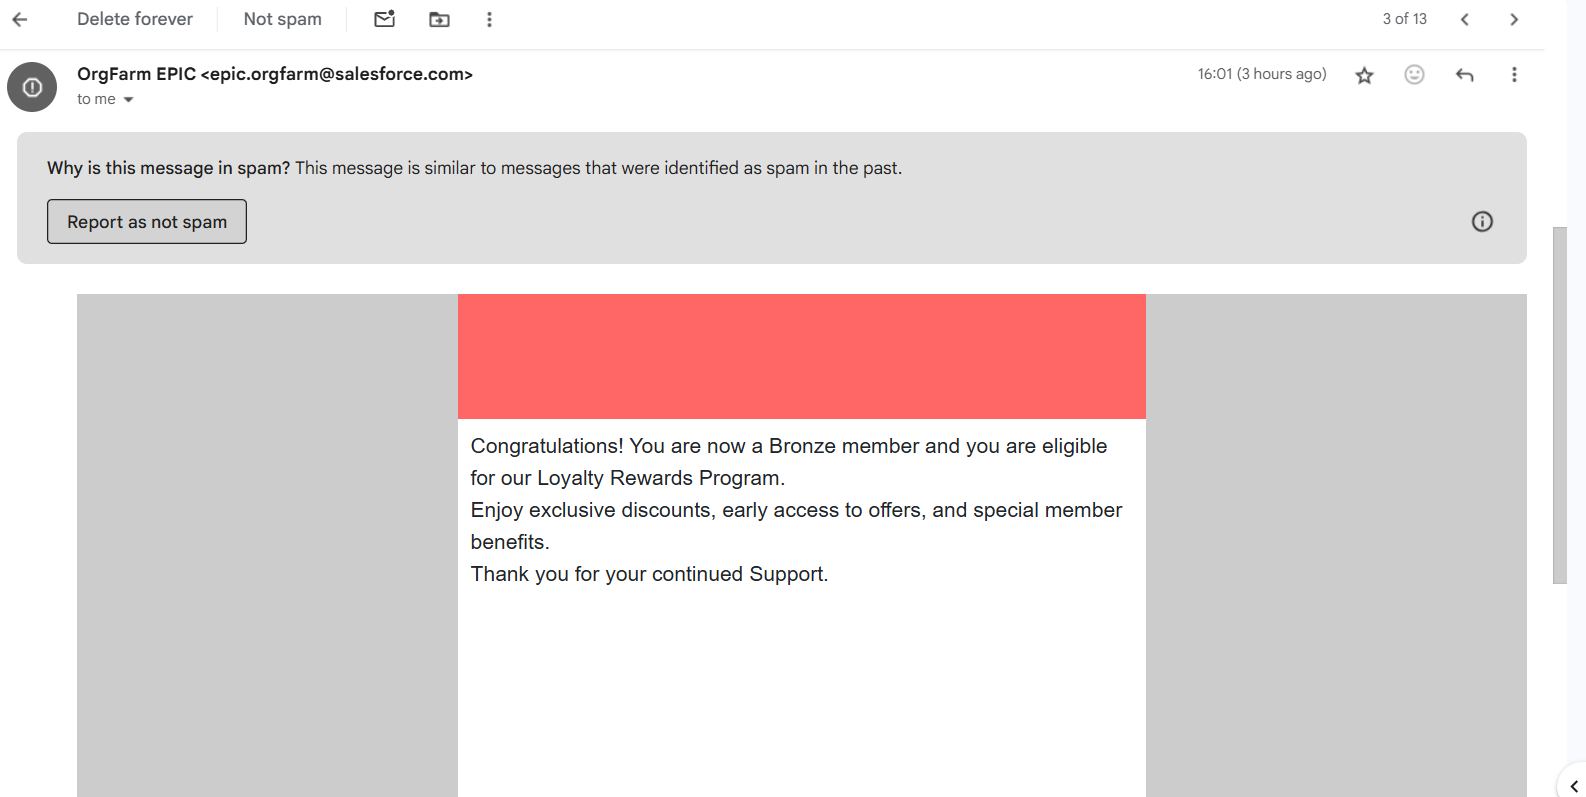 Delete forever
Not spam
3 of 13
OrgFarm EPIC <epic.orgfarm@salesforce.com>
16:01 (3 hours ago)
to me
Why is this message in spam? This message is similar to messages that were identified as spam in the past.
Report as not spam
Congratulations! You are now a Bronze member and you are eligible
for our Loyalty Rewards Program.
Enjoy exclusive discounts, early access to offers, and special member
benefits.
Thank you for your continued Support.